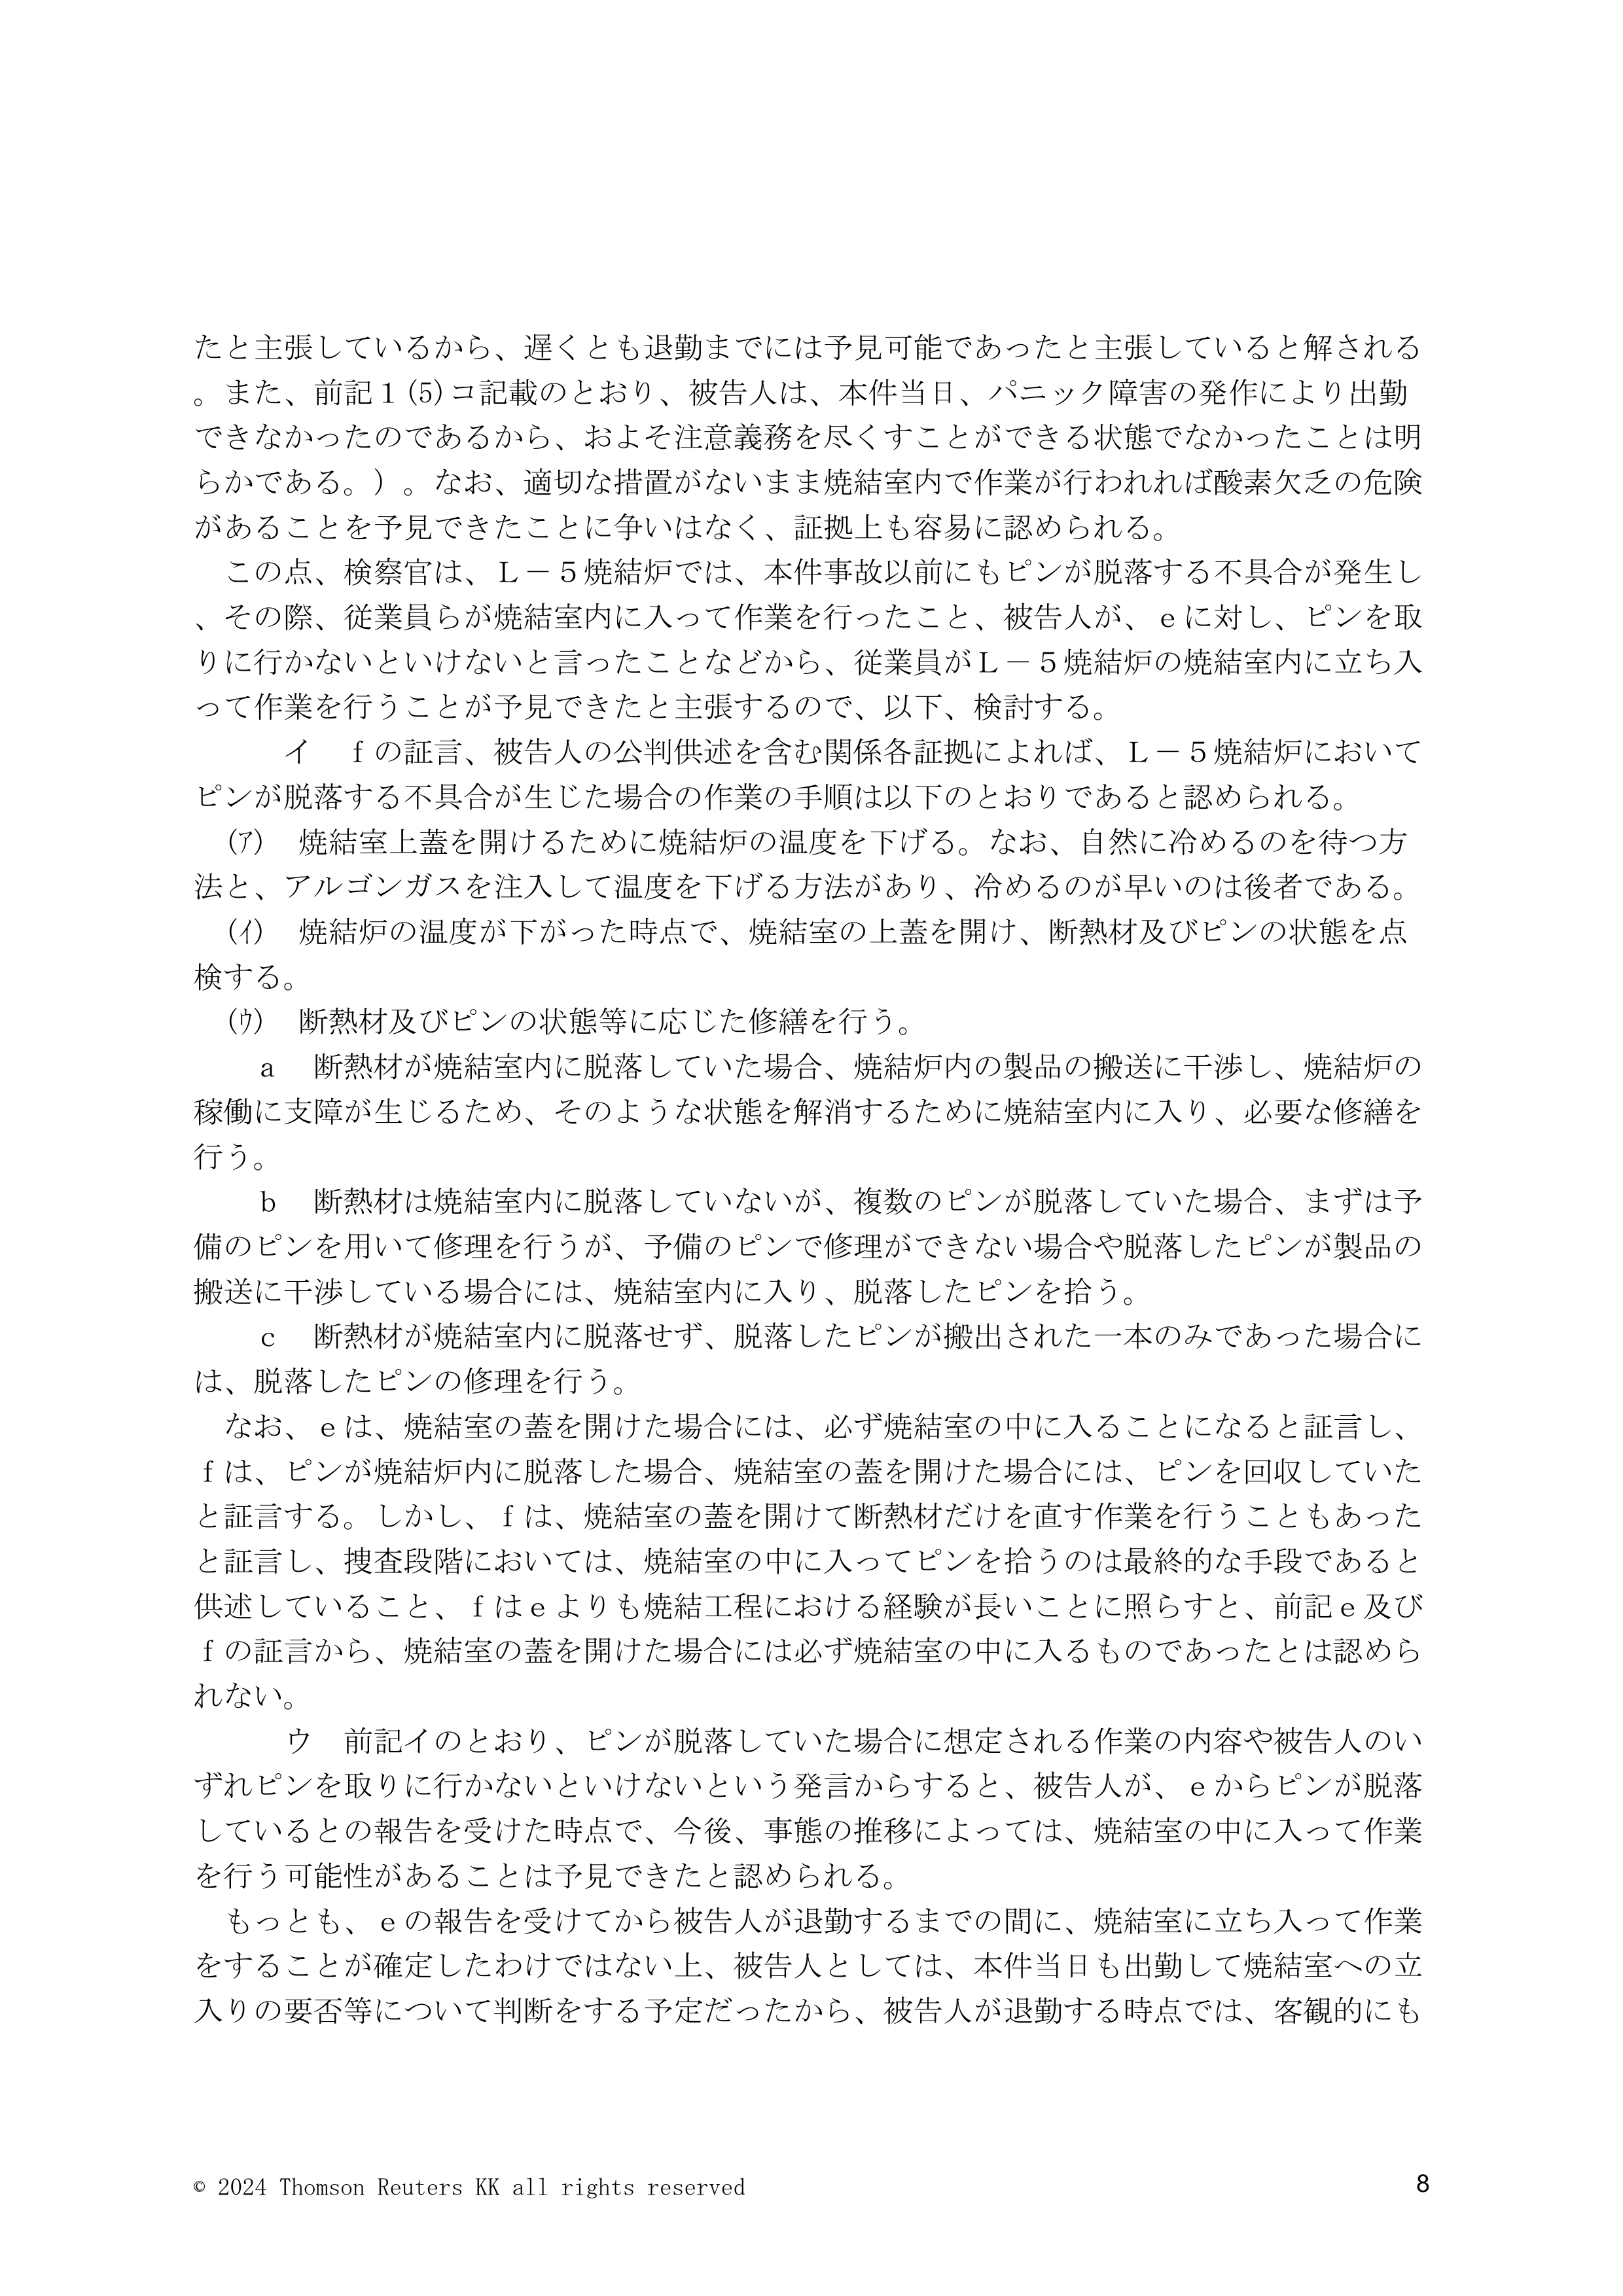 たと主張しているから、遅くとも退勤までには予見可能であったと主張していると解される
。また、前記１(5)コ記載のとおり、被告人は、本件当日、パニック障害の発作により出勤
できなかったのであるから、およそ注意義務を尽くすことができる状態でなかったことは明
らかである。）。なお、適切な措置がないまま焼結室内で作業が行われれば酸素欠乏の危険
があることを予見できたことに争いはなく、証拠上も容易に認められる。
　この点、検察官は、Ｌ－５焼結炉では、本件事故以前にもピンが脱落する不具合が発生し
、その際、従業員らが焼結室内に入って作業を行ったこと、被告人が、ｅに対し、ピンを取
りに行かないといけないと言ったことなどから、従業員がＬ－５焼結炉の焼結室内に立ち入
って作業を行うことが予見できたと主張するので、以下、検討する。
　　　イ　ｆの証言、被告人の公判供述を含む関係各証拠によれば、Ｌ－５焼結炉において
ピンが脱落する不具合が生じた場合の作業の手順は以下のとおりであると認められる。
　(ｱ)　焼結室上蓋を開けるために焼結炉の温度を下げる。なお、自然に冷めるのを待つ方
法と、アルゴンガスを注入して温度を下げる方法があり、冷めるのが早いのは後者である。
　(ｲ)　焼結炉の温度が下がった時点で、焼結室の上蓋を開け、断熱材及びピンの状態を点
検する。
　(ｳ)　断熱材及びピンの状態等に応じた修繕を行う。
　　ａ　断熱材が焼結室内に脱落していた場合、焼結炉内の製品の搬送に干渉し、焼結炉の
稼働に支障が生じるため、そのような状態を解消するために焼結室内に入り、必要な修繕を
行う。
　　ｂ　断熱材は焼結室内に脱落していないが、複数のピンが脱落していた場合、まずは予
備のピンを用いて修理を行うが、予備のピンで修理ができない場合や脱落したピンが製品の
搬送に干渉している場合には、焼結室内に入り、脱落したピンを拾う。
　　ｃ　断熱材が焼結室内に脱落せず、脱落したピンが搬出された一本のみであった場合に
は、脱落したピンの修理を行う。
　なお、ｅは、焼結室の蓋を開けた場合には、必ず焼結室の中に入ることになると証言し、
ｆは、ピンが焼結炉内に脱落した場合、焼結室の蓋を開けた場合には、ピンを回収していた
と証言する。しかし、ｆは、焼結室の蓋を開けて断熱材だけを直す作業を行うこともあった
と証言し、捜査段階においては、焼結室の中に入ってピンを拾うのは最終的な手段であると
供述していること、ｆはｅよりも焼結工程における経験が長いことに照らすと、前記ｅ及び
ｆの証言から、焼結室の蓋を開けた場合には必ず焼結室の中に入るものであったとは認めら
れない。
　　　ウ　前記イのとおり、ピンが脱落していた場合に想定される作業の内容や被告人のい
ずれピンを取りに行かないといけないという発言からすると、被告人が、ｅからピンが脱落
しているとの報告を受けた時点で、今後、事態の推移によっては、焼結室の中に入って作業
を行う可能性があることは予見できたと認められる。
　もっとも、ｅの報告を受けてから被告人が退勤するまでの間に、焼結室に立ち入って作業
をすることが確定したわけではない上、被告人としては、本件当日も出勤して焼結室への立
入りの要否等について判断をする予定だったから、被告人が退勤する時点では、客観的にも
© 2024 Thomson Reuters KK all rights reserved
8